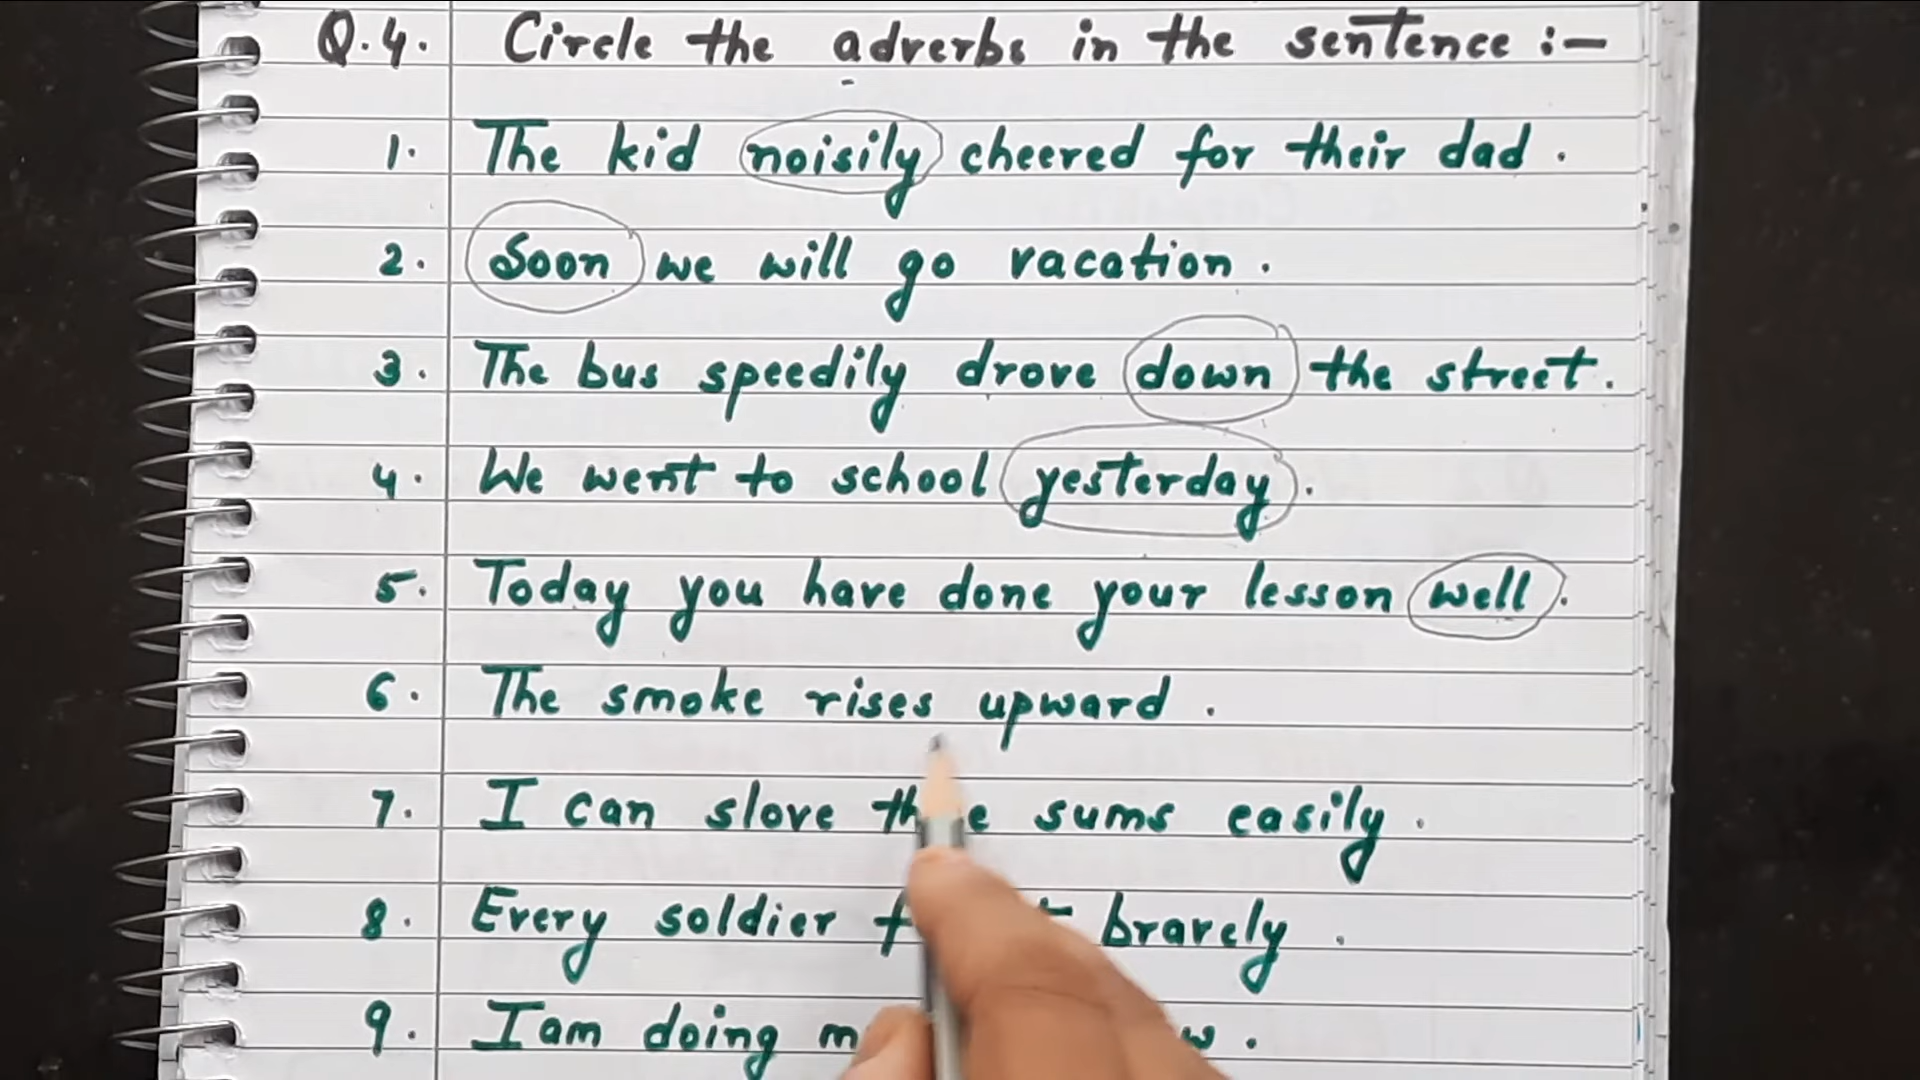 Q.4. Circle the adverbs in the sentence :-
1. The kid noisily cheered for their dad .
2. Soon we will go vacation .
3. The bus speedily drove down the street .
4. We went to school yesterday .
5. Today you have done your lesson well .
6. The smoke rises upward .
7. I can slove sums easily .
8. Every soldier bravely .
9. I am doing .